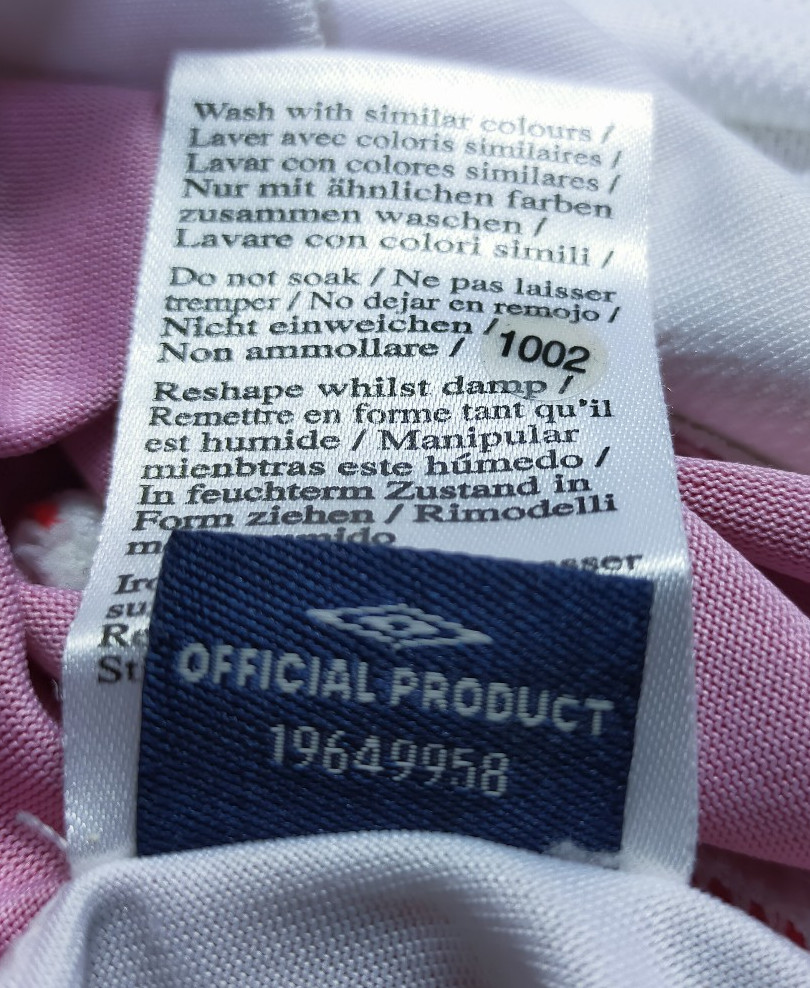 Wash with similar colours /
Laver avec coloris similaires /
Lavar con colores similares /
Nur mit ähnlichen farben
zusammen waschen /
Lavare con colori simili /
Do not soak / Ne pas laisser
tremper / No dejar en remojo /
Nicht einweichen /
Non ammollare /
1002
Reshape whilst damp /
Remettre en forme tant qu'il
est humide / Manipular
mienbtras este húmedo /
In feuchterm Zustand in
Form ziehen / Rimodelli
OFFICIAL PRODUCT
19649958